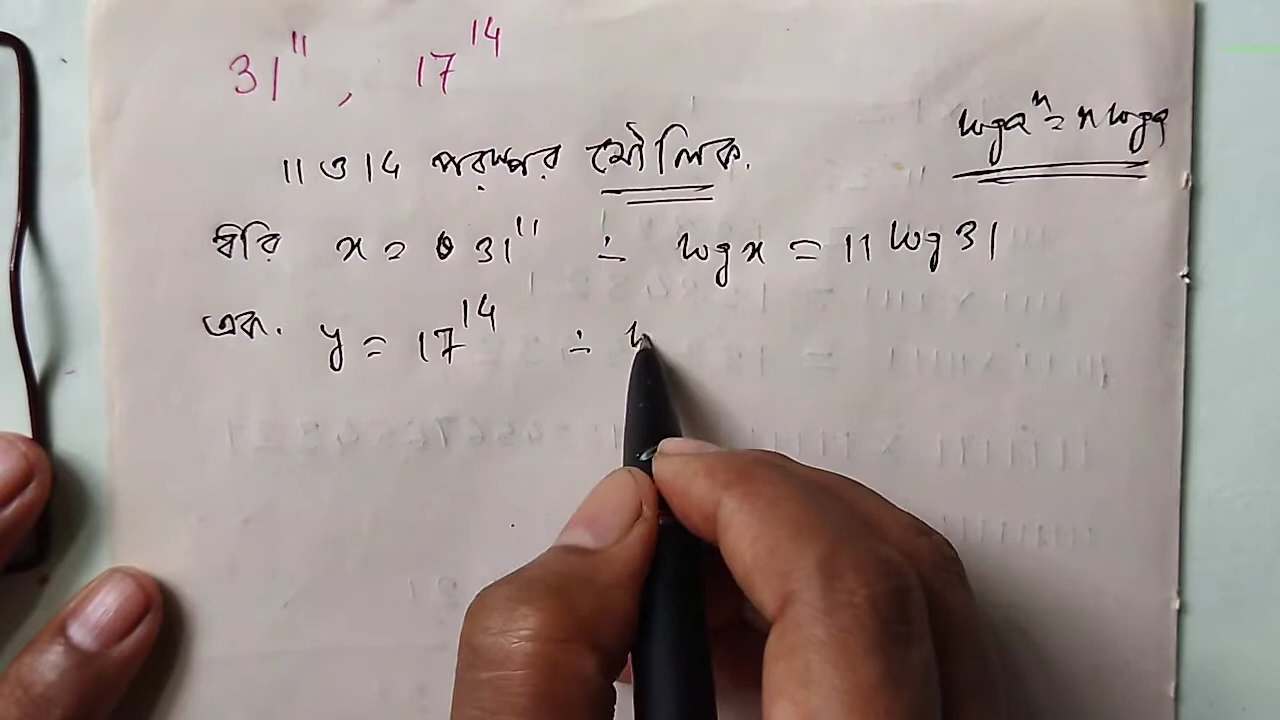 31¹¹ , 17¹⁴
logaⁿ = n loga
11 ও 14 পরস্পর মৌলিক.
ধরি x = 31¹¹ ∴ logx = 11 log31
এবং y = 17¹⁴ ∴